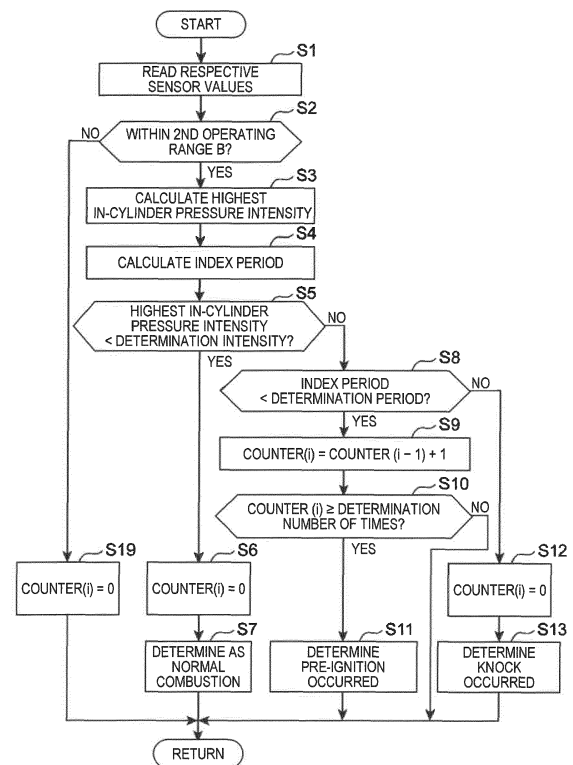 START
S1
READ RESPECTIVE
SENSOR VALUES
S2
NO
WITHIN 2ND OPERATING
RANGE B?
YES
S3
CALCULATE HIGHEST
IN-CYLINDER PRESSURE INTENSITY
S4
CALCULATE INDEX PERIOD
S5
HIGHEST IN-CYLINDER
PRESSURE INTENSITY
< DETERMINATION INTENSITY?
NO
YES
S8
INDEX PERIOD
< DETERMINATION PERIOD?
NO
YES
S9
COUNTER(i) = COUNTER (i − 1) + 1
S10
COUNTER (i) ≥ DETERMINATION
NUMBER OF TIMES?
NO
YES
S19
COUNTER(i) = 0
S6
COUNTER(i) = 0
S12
COUNTER(i) = 0
S7
DETERMINE AS
NORMAL
COMBUSTION
S11
DETERMINE
PRE-IGNITION
OCCURRED
S13
DETERMINE
KNOCK
OCCURRED
RETURN